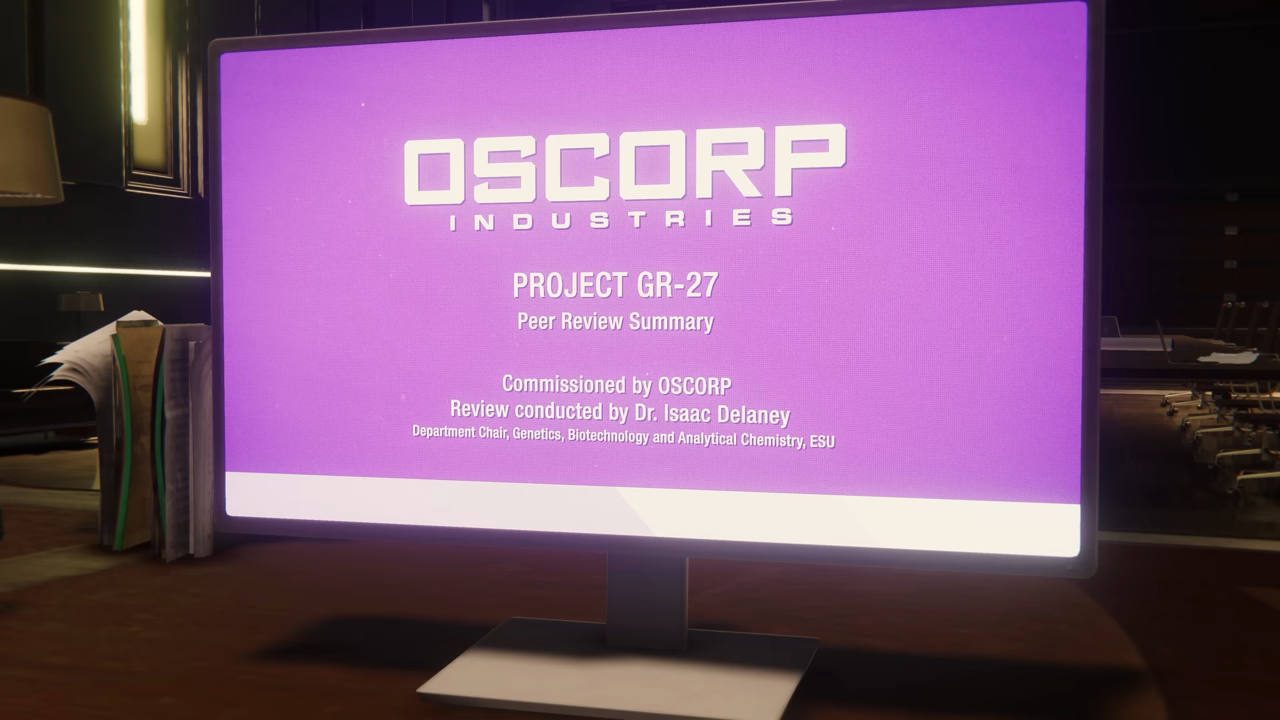 OSCORP
INDUSTRIES
PROJECT GR-27
Peer Review Summary
Commissioned by OSCORP
Review conducted by Dr. Isaac Delaney
Department Chair, Genetics, Biotechnology and Analytical Chemistry, ESU